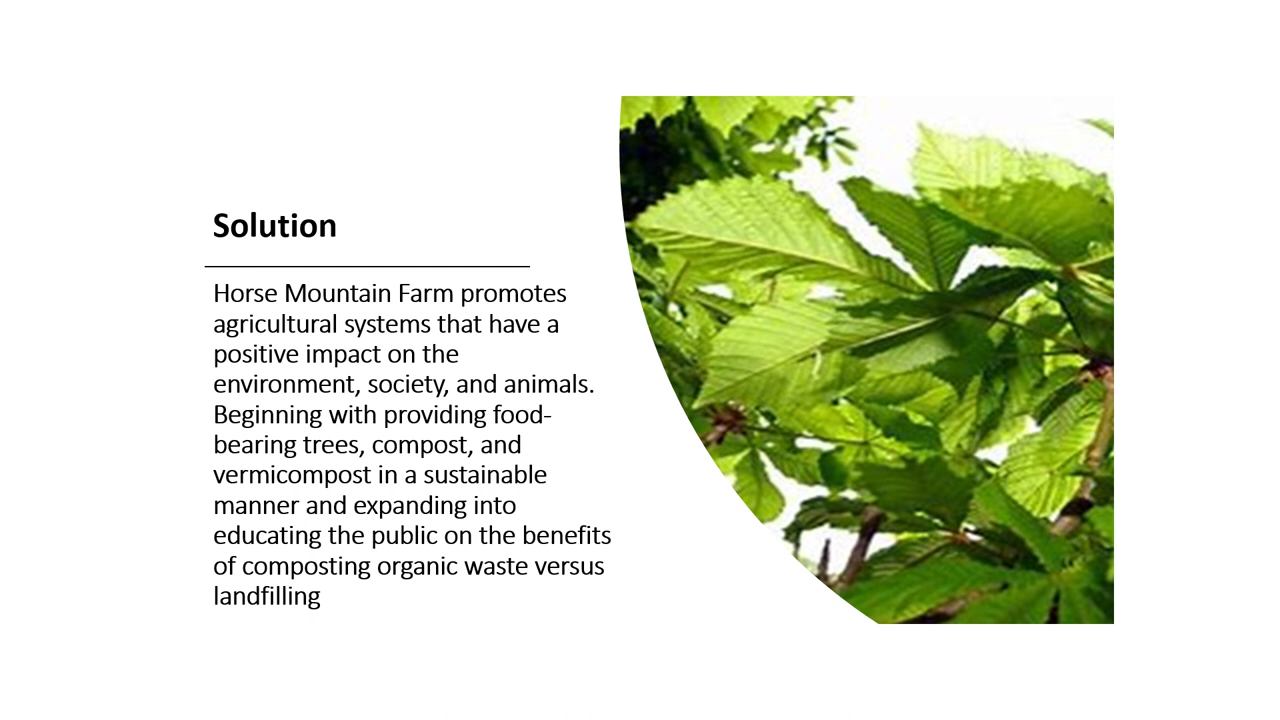 Solution
Horse Mountain Farm promotes
agricultural systems that have a
positive impact on the
environment, society, and animals.
Beginning with providing food-
bearing trees, compost, and
vermicompost in a sustainable
manner and expanding into
educating the public on the benefits
of composting organic waste versus
landfilling